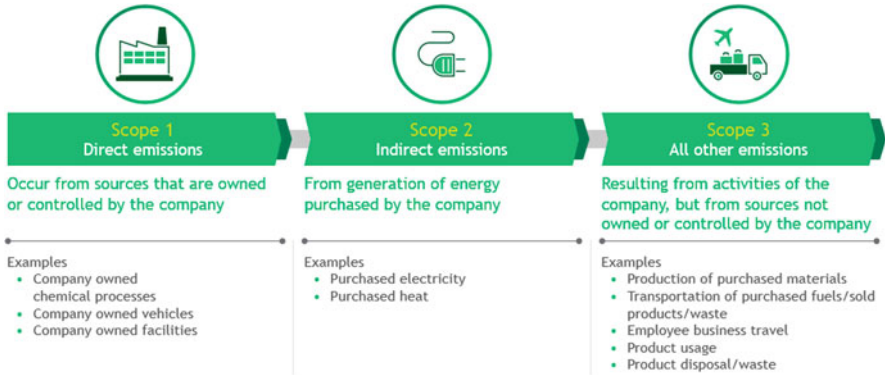 Scope 1
Direct emissions
Occur from sources that are owned
or controlled by the company
Examples
• Company owned
chemical processes
• Company owned vehicles
• Company owned facilities
Scope 2
Indirect emissions
From generation of energy
purchased by the company
Examples
• Purchased electricity
• Purchased heat
Scope 3
All other emissions
Resulting from activities of the
company, but from sources not
owned or controlled by the company
Examples
• Production of purchased materials
• Transportation of purchased fuels/sold
products/waste
• Employee business travel
• Product usage
• Product disposal/waste